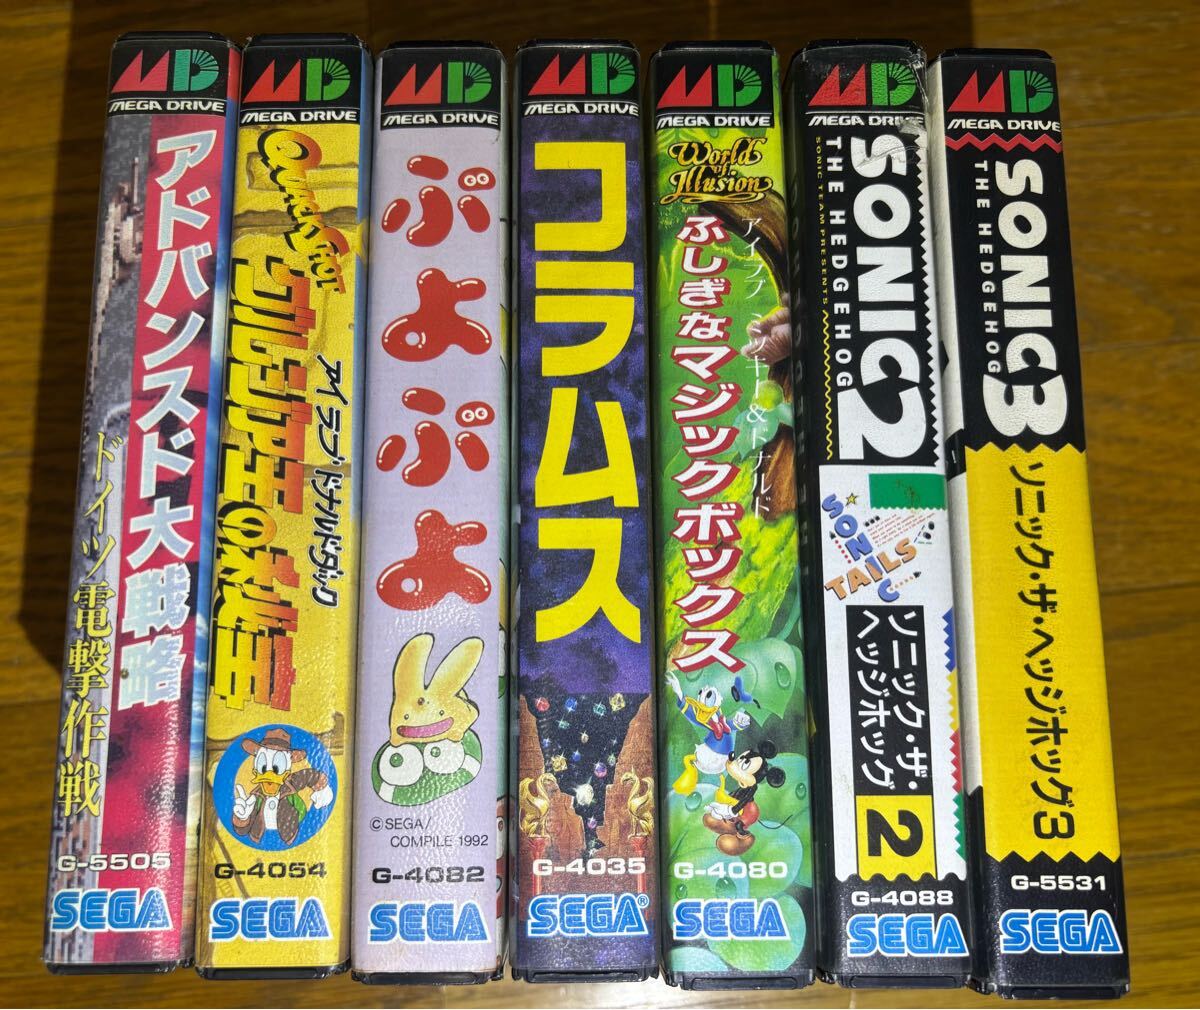 MD
MEGA DRIVE
アドバンスド大戦略
ドイツ電撃作戦
G-5505
SEGA
MD
MEGA DRIVE
QUACKSHOT
グルジア王の秘宝
アイラブ ドナルドダック
G-4054
SEGA
MD
MEGA DRIVE
ぷよぷよ
©SEGA/
COMPILE 1992
G-4082
SEGA
MD
MEGA DRIVE
コラムス
G-4035
SEGA®
MD
MEGA DRIVE
World
of
Illusion
アイラブ ミッキー&ドナルド
ふしぎなマジックボックス
G-4080
SEGA
MD
MEGA DRIVE
SONIC 2
THE HEDGEHOG
SONIC TEAM PRESENTS
SONIC
TAILS
ソニック・ザ・
ヘッジホッグ
2
G-4088
SEGA
MD
MEGA DRIVE
SONIC 3
THE HEDGEHOG
ソニック・ザ・ヘッジホッグ3
G-5531
SEGA